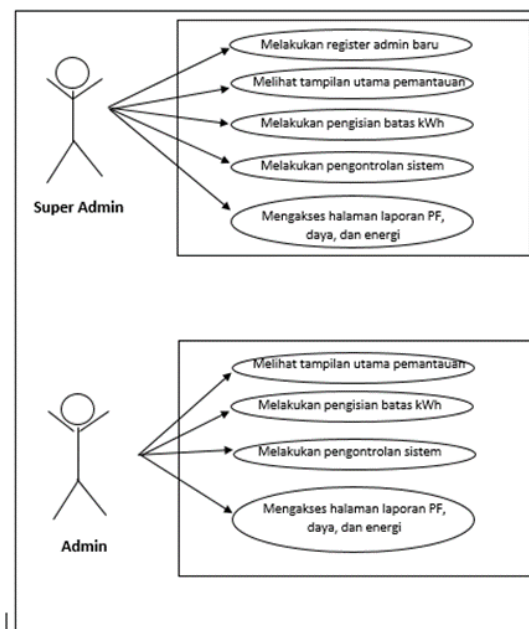 Melakukan register admin baru
Melihat tampilan utama pemantauan
Melakukan pengisian batas kWh
Melakukan pengontrolan sistem
Mengakses halaman laporan PF,
daya, dan energi
Super Admin
Melihat tampilan utama pemantauan
Melakukan pengisian batas kWh
Melakukan pengontrolan sistem
Mengakses halaman laporan PF,
daya, dan energi
Admin